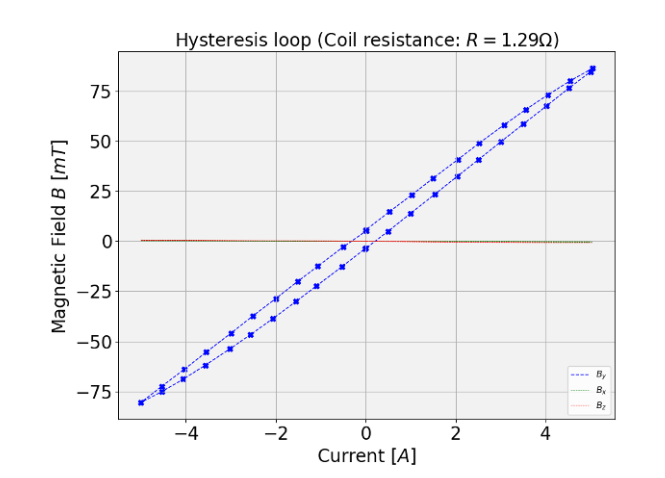 Hysteresis loop (Coil resistance: R = 1.29Ω)
Magnetic Field B [mT]
75
50
25
0
−25
−50
−75
−4 −2 0 2 4
Current [A]
B_y
B_x
B_z